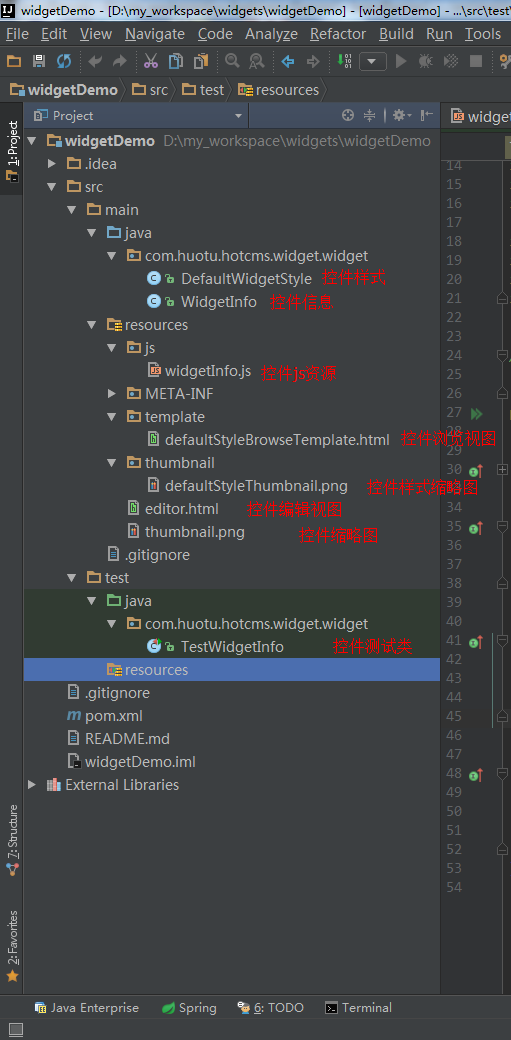 widgetDemo - [D:\my_workspace\widgets\widgetDemo] - [widgetDemo] - ...\src\test\
File Edit View Navigate Code Analyze Refactor Build Run Tools
widgetDemo src test resources
1: Project
Project
widget
widgetDemo D:\my_workspace\widgets\widgetDemo
.idea
src
main
java
com.huotu.hotcms.widget.widget
DefaultWidgetStyle 控件样式
WidgetInfo 控件信息
resources
js
widgetInfo.js 控件js资源
META-INF
template
defaultStyleBrowseTemplate.html 控件浏览视图
thumbnail
defaultStyleThumbnail.png 控件样式缩略图
editor.html 控件编辑视图
thumbnail.png 控件缩略图
.gitignore
test
java
com.huotu.hotcms.widget.widget
TestWidgetInfo 控件测试类
resources
.gitignore
pom.xml
README.md
widgetDemo.iml
External Libraries
14
15
16
17
18
19
20
21
22
23
24
25
26
27
28
30
35
36
37
38
39
40
41
42
43
44
45
46
47
48
49
50
51
52
53
54
7: Structure
2: Favorites
Java Enterprise Spring 6: TODO Terminal